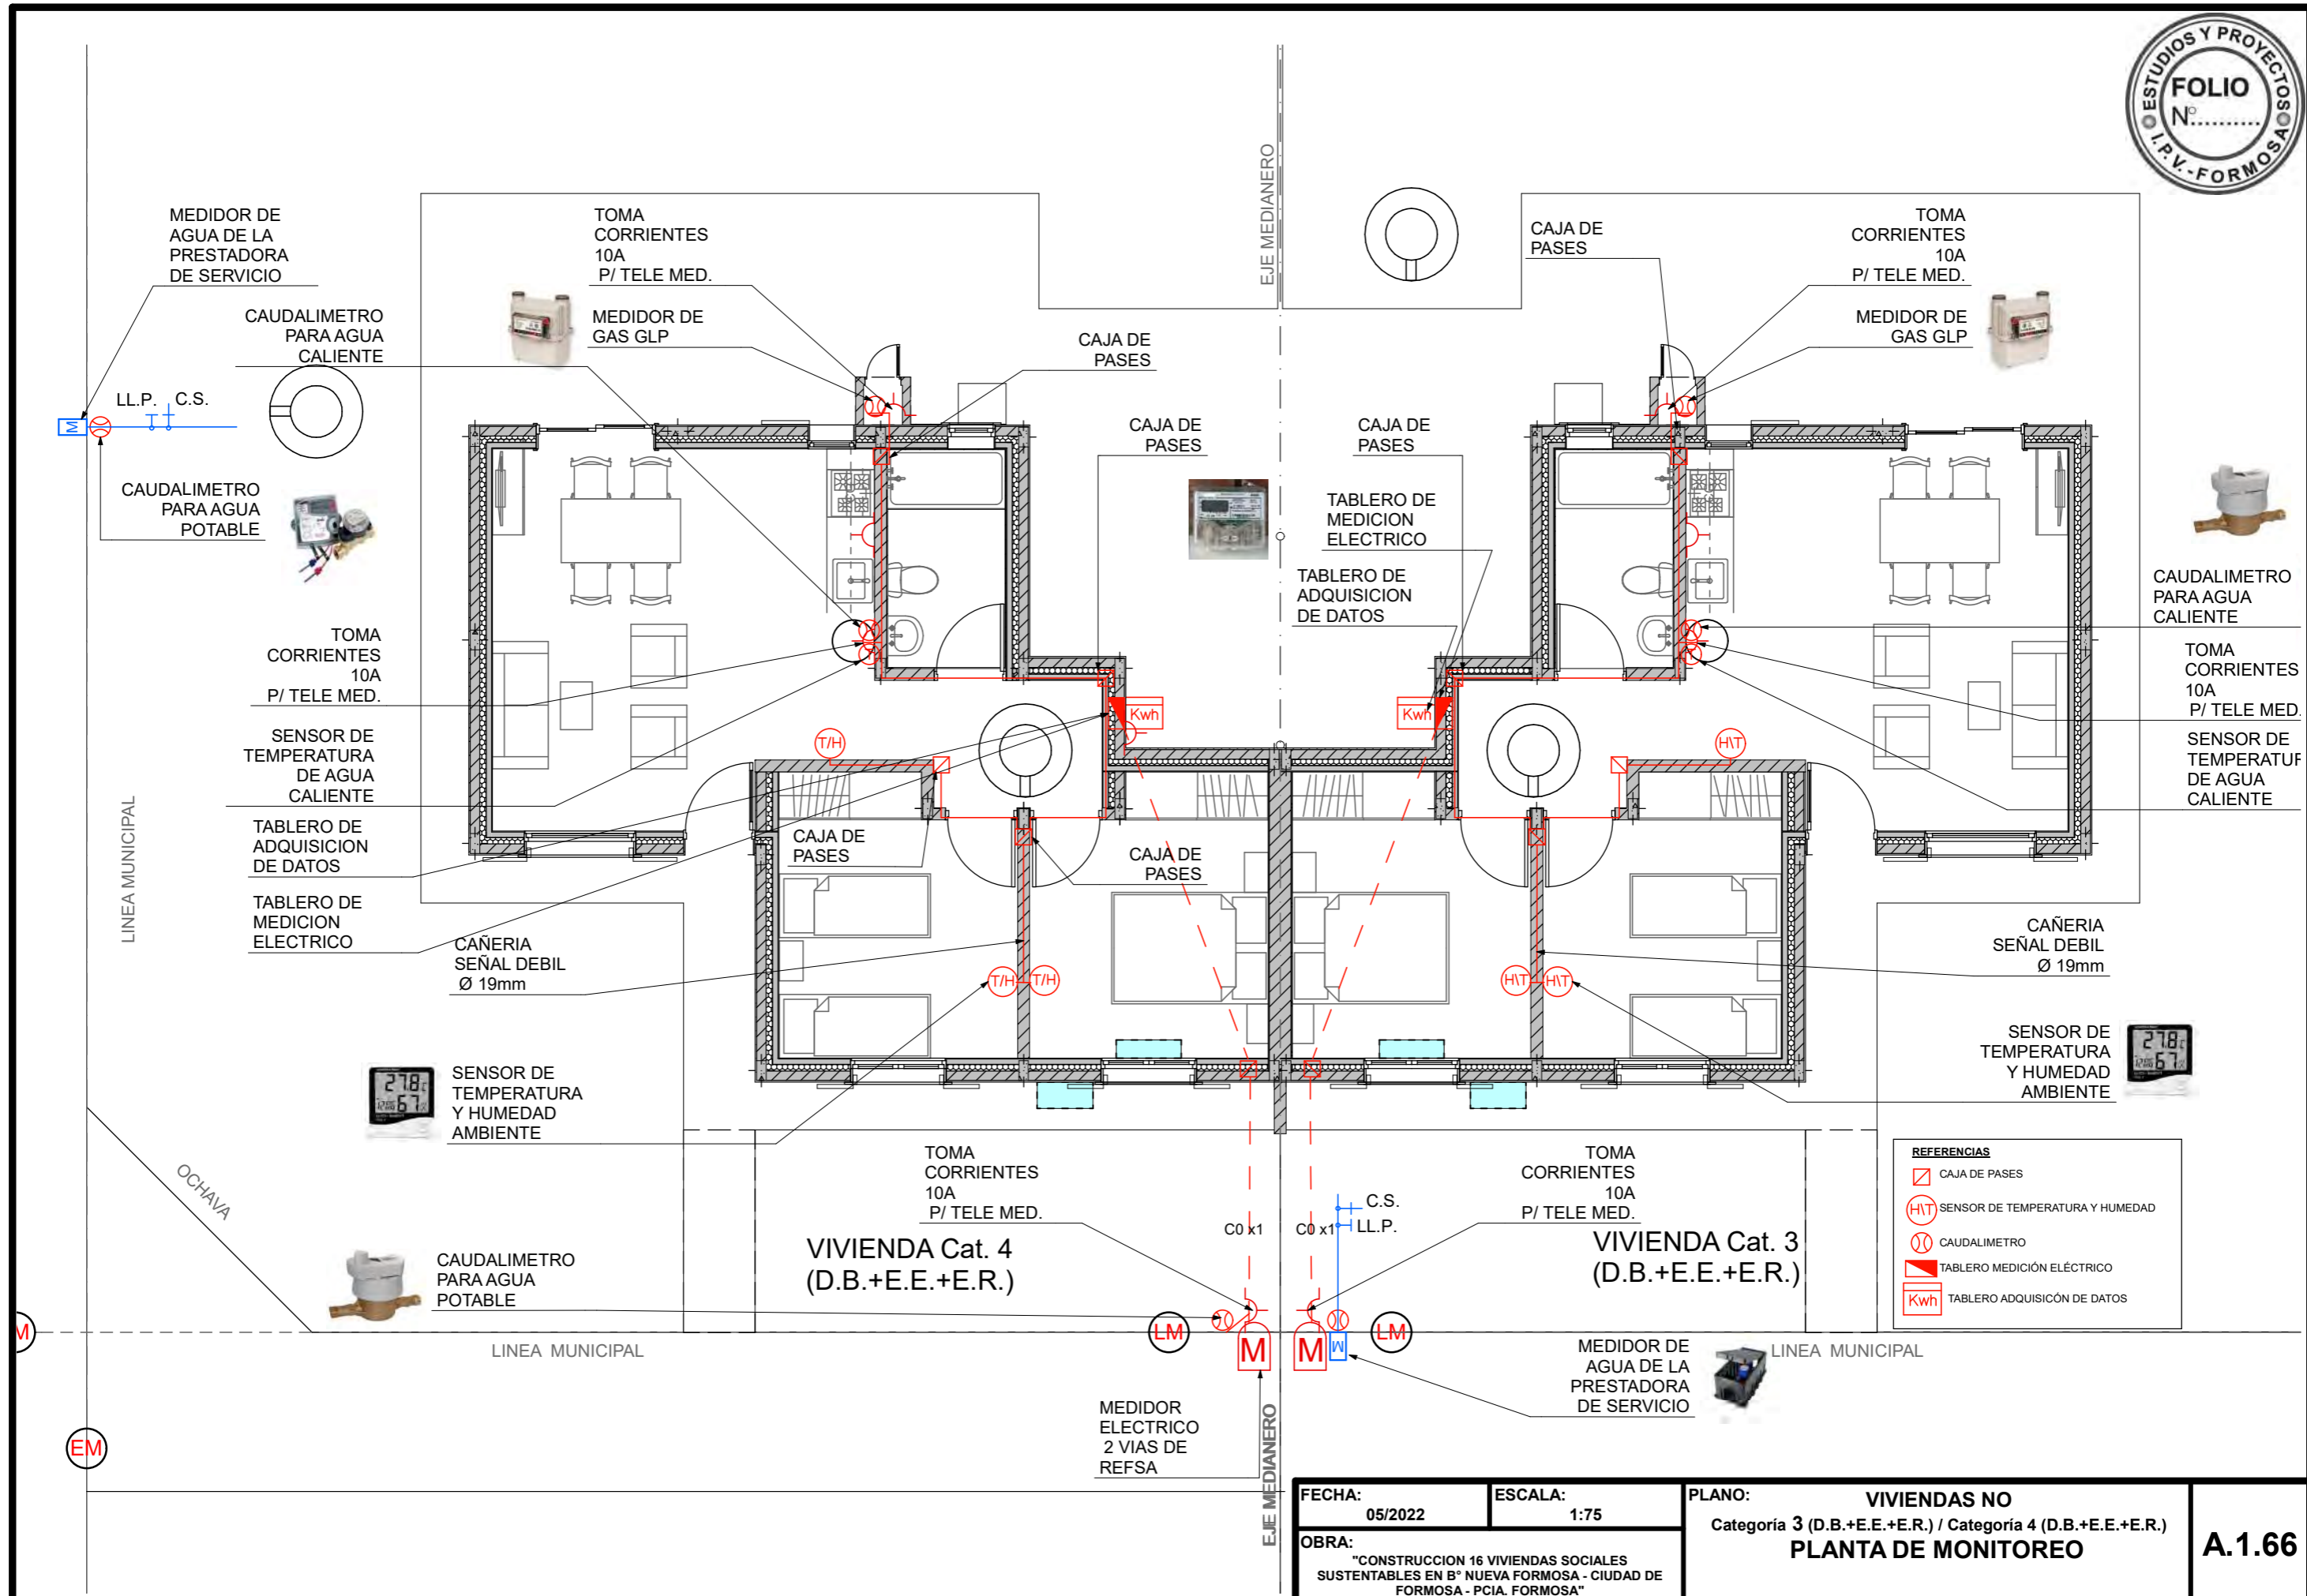 ESTUDIOS Y PROYECTOS
FOLIO
Nº..........
I.P.V.-FORMOSA
EJE MEDIANERO
MEDIDOR DE
AGUA DE LA
PRESTADORA
DE SERVICIO
TOMA
CORRIENTES
10A
P/ TELE MED.
CAJA DE
PASES
TOMA
CORRIENTES
10A
P/ TELE MED.
CAUDALIMETRO
PARA AGUA
CALIENTE
MEDIDOR DE
GAS GLP
CAJA DE
PASES
MEDIDOR DE
GAS GLP
LL.P.
C.S.
M
CAJA DE
PASES
CAJA DE
PASES
CAUDALIMETRO
PARA AGUA
POTABLE
TABLERO DE
MEDICION
ELECTRICO
TABLERO DE
ADQUISICION
DE DATOS
CAUDALIMETRO
PARA AGUA
CALIENTE
TOMA
CORRIENTES
10A
P/ TELE MED.
TOMA
CORRIENTES
10A
P/ TELE MED.
Kwh
Kwh
SENSOR DE
TEMPERATURA
DE AGUA
CALIENTE
T/H
H\T
SENSOR DE
TEMPERATUR
DE AGUA
CALIENTE
TABLERO DE
ADQUISICION
DE DATOS
CAJA DE
PASES
CAJA DE
PASES
LINEA MUNICIPAL
TABLERO DE
MEDICION
ELECTRICO
CAÑERIA
SEÑAL DEBIL
Ø 19mm
CAÑERIA
SEÑAL DEBIL
Ø 19mm
T/H
T/H
H\T
H\T
SENSOR DE
TEMPERATURA
Y HUMEDAD
AMBIENTE
27.8
67
SENSOR DE
TEMPERATURA
Y HUMEDAD
AMBIENTE
27.8
67
OCHAVA
TOMA
CORRIENTES
10A
P/ TELE MED.
TOMA
CORRIENTES
10A
P/ TELE MED.
C0 x1
C0 x1
C.S.
LL.P.
VIVIENDA Cat. 4
(D.B.+E.E.+E.R.)
VIVIENDA Cat. 3
(D.B.+E.E.+E.R.)
REFERENCIAS
CAJA DE PASES
H\T SENSOR DE TEMPERATURA Y HUMEDAD
CAUDALIMETRO
TABLERO MEDICIÓN ELÉCTRICO
Kwh TABLERO ADQUISICÓN DE DATOS
CAUDALIMETRO
PARA AGUA
POTABLE
M
LM
M
M
M
LM
LINEA MUNICIPAL
LINEA MUNICIPAL
MEDIDOR DE
AGUA DE LA
PRESTADORA
DE SERVICIO
MEDIDOR
ELECTRICO
2 VIAS DE
REFSA
EM
EJE MEDIANERO
FECHA:
05/2022
ESCALA:
1:75
PLANO:
VIVIENDAS NO
Categoría 3 (D.B.+E.E.+E.R.) / Categoría 4 (D.B.+E.E.+E.R.)
PLANTA DE MONITOREO
A.1.66
OBRA:
"CONSTRUCCION 16 VIVIENDAS SOCIALES
SUSTENTABLES EN B° NUEVA FORMOSA - CIUDAD DE
FORMOSA - PCIA. FORMOSA"